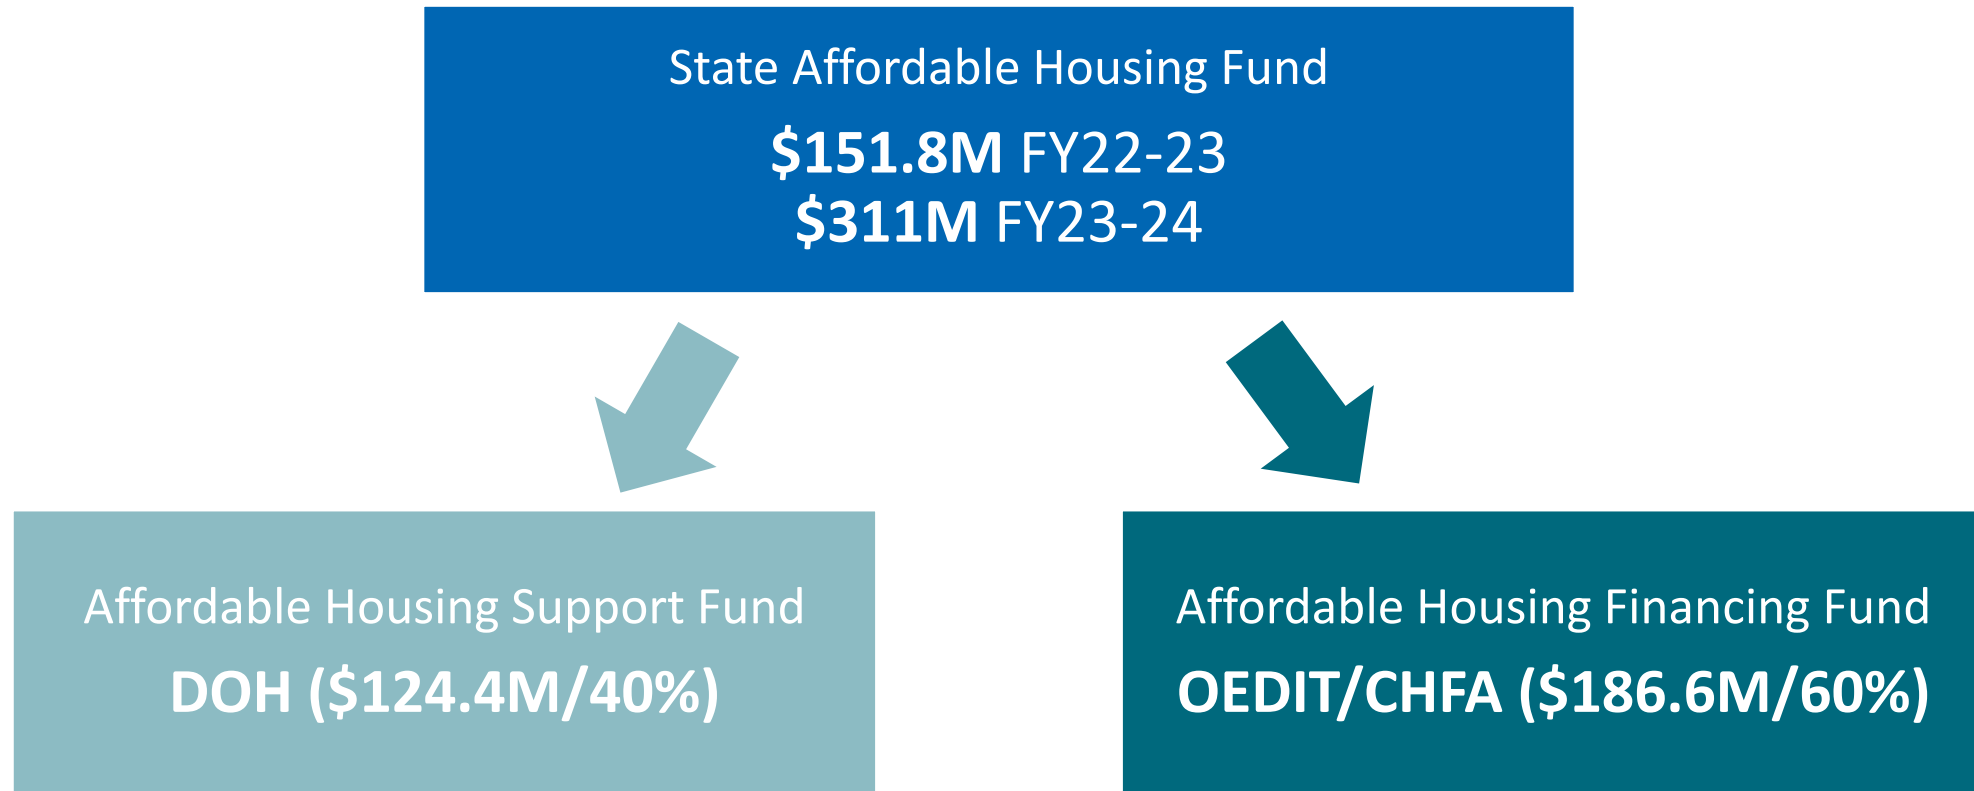 State Affordable Housing Fund
$151.8M FY22-23
$311M FY23-24
Affordable Housing Support Fund
DOH ($124.4M/40%)
Affordable Housing Financing Fund
OEDIT/CHFA ($186.6M/60%)